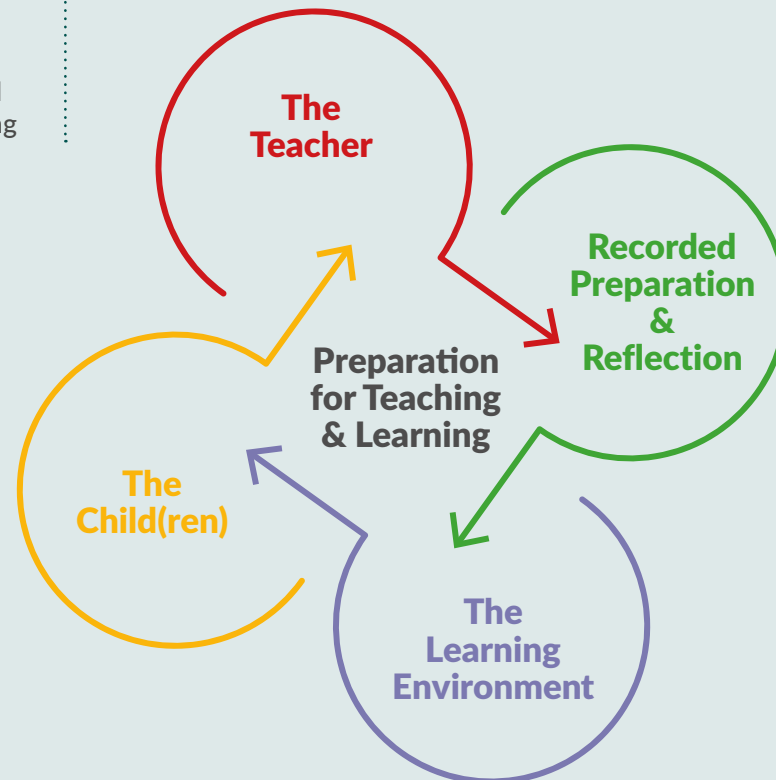 The
Teacher
Recorded
Preparation
&
Reflection
Preparation
for Teaching
& Learning
The
Child(ren)
The
Learning
Environment